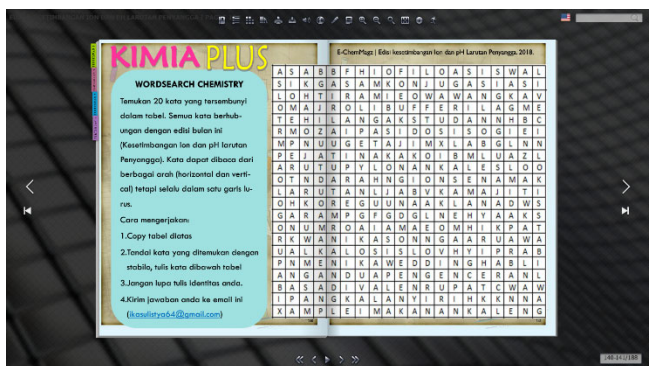 KIMIA PLUS
WORDSEARCH CHEMISTRY
Temukan 20 kata yang tersembunyi
dalam tabel. Semua kata berhub-
ungan dengan edisi bulan ini
(Kesetimbangan Ion dan pH larutan
Penyangga). Kata dapat dibaca dari
berbagai arah (horizontal dan verti-
cal) tetapi selalu dalam satu garis lu-
rus.
Cara mengerjakan:
1.Copy tabel diatas
2.Tandai kata yang ditemukan dengan
stabilo, tulis kata dibawah tabel
3.Jangan lupa tulis identitas anda.
4.Kirim jawaban anda ke email ini
(ikasulistya64@gmail.com)
E-ChemMagz | Edisi kesetimbangan Ion dan pH Larutan Penyangga. 2018.
A S A B B F H I O F I L O A S I S W A L
S I K G A S A M K O N J U G A S I A S I
L O H T I R A M I E O W A W A N G K A V
O M A J R O L I B U F F E R I L A G M E
T E H I L A N G A K S T U D A N N H B C
R M O Z A I P A S I D O S I S O G I E I
M P N U U G E T A J I M X L A B G L N N
P E J A T I N A K A K O I B M L U A Z L
A R U T U P Y L O N A N K A L E S L O O
O T N D A R A H N G I O N S E N A M A K
L A R U T A N L J A B V K A M A J I T I
O H K O R E G U U N A A K L A N A D W S
G A R A M P G F G D G L N E H Y A A K S
O N U M R O A I A M A E O M H I K P A T
R K W A N I K A S O N N G A A R U A W A
U A L K A L O S I S L O V H Y I P R A B
P N M E N I K A W E D D I N G H A B L I
A N G A N D U A P E N G E N C E R A N L
B A S A D I V A L E N R U P A T C W A W
I P A N G K A L A N Y I R I H K K N N A
X A M P L E I M A K A N A N K A L E N G
140-141/188